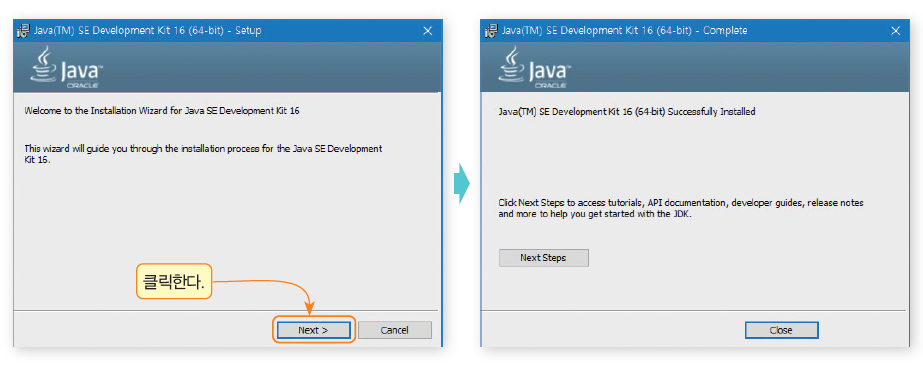 Java(TM) SE Development Kit 16 (64-bit) - Setup
Java™
ORACLE
Welcome to the Installation Wizard for Java SE Development Kit 16
This wizard will guide you through the installation process for the Java SE Development
Kit 16.
클릭한다.
Next >
Cancel
Java(TM) SE Development Kit 16 (64-bit) - Complete
Java™
ORACLE
Java(TM) SE Development Kit 16 (64-bit) Successfully Installed
Click Next Steps to access tutorials, API documentation, developer guides, release notes
and more to help you get started with the JDK.
Next Steps
Close